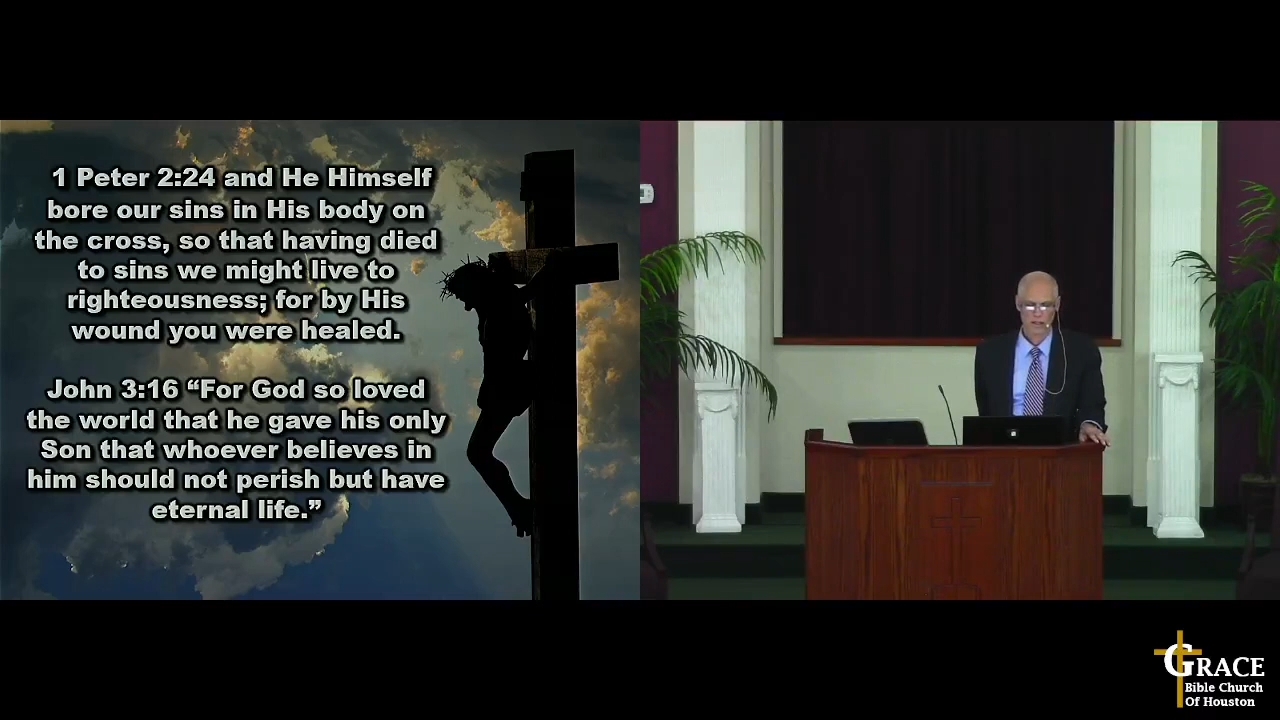 1 Peter 2:24 and He Himself
bore our sins in His body on
the cross, so that having died
to sins we might live to
righteousness; for by His
wound you were healed.
John 3:16 “For God so loved
the world that he gave his only
Son that whoever believes in
him should not perish but have
eternal life.”
GRACE
Bible Church
Of Houston